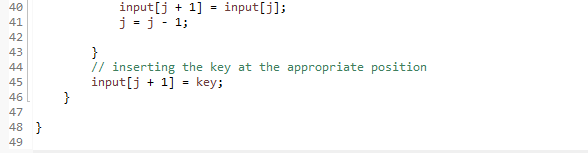 40 input[j + 1] = input[j];
41 j = j - 1;
42
43 }
44 // inserting the key at the appropriate position
45 input[j + 1] = key;
46 }
47
48 }
49